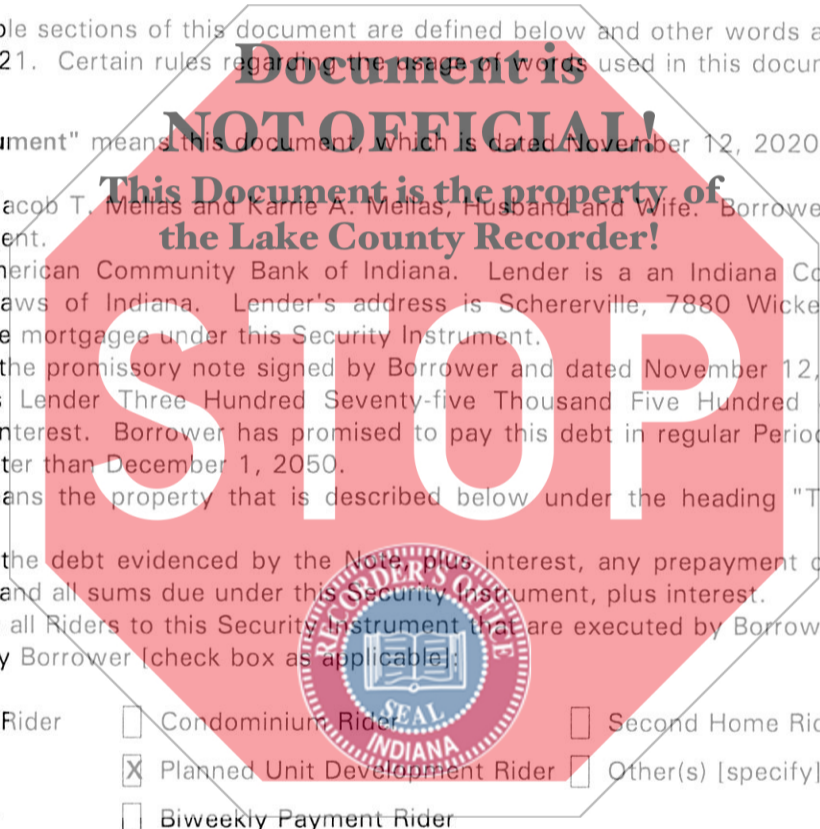 ole sections of this document are defined below and other words a
21. Certain rules regarding the usage of words used in this docum
Document is
NOT OFFICIAL!
This Document is the property of
the Lake County Recorder!
ument" means this document, which is dated November 12, 2020
acob T. Mellas and Karrie A. Mellas, Husband and Wife. Borrowe
ent.
merican Community Bank of Indiana. Lender is a an Indiana Co
aws of Indiana. Lender's address is Schererville, 7880 Wicke
e mortgagee under this Security Instrument.
the promissory note signed by Borrower and dated November 12,
s Lender Three Hundred Seventy-five Thousand Five Hundred
nterest. Borrower has promised to pay this debt in regular Period
ter than December 1, 2050.
ans the property that is described below under the heading "T
STOP
the debt evidenced by the Note, plus interest, any prepayment c
and all sums due under this Security Instrument, plus interest.
all Riders to this Security Instrument that are executed by Borrow
y Borrower [check box as applicable]:
RECORDER'S OFFICE
SEAL
INDIANA
Rider Condominium Rider Second Home Rid
X Planned Unit Development Rider Other(s) [specify]
Biweekly Payment Rider